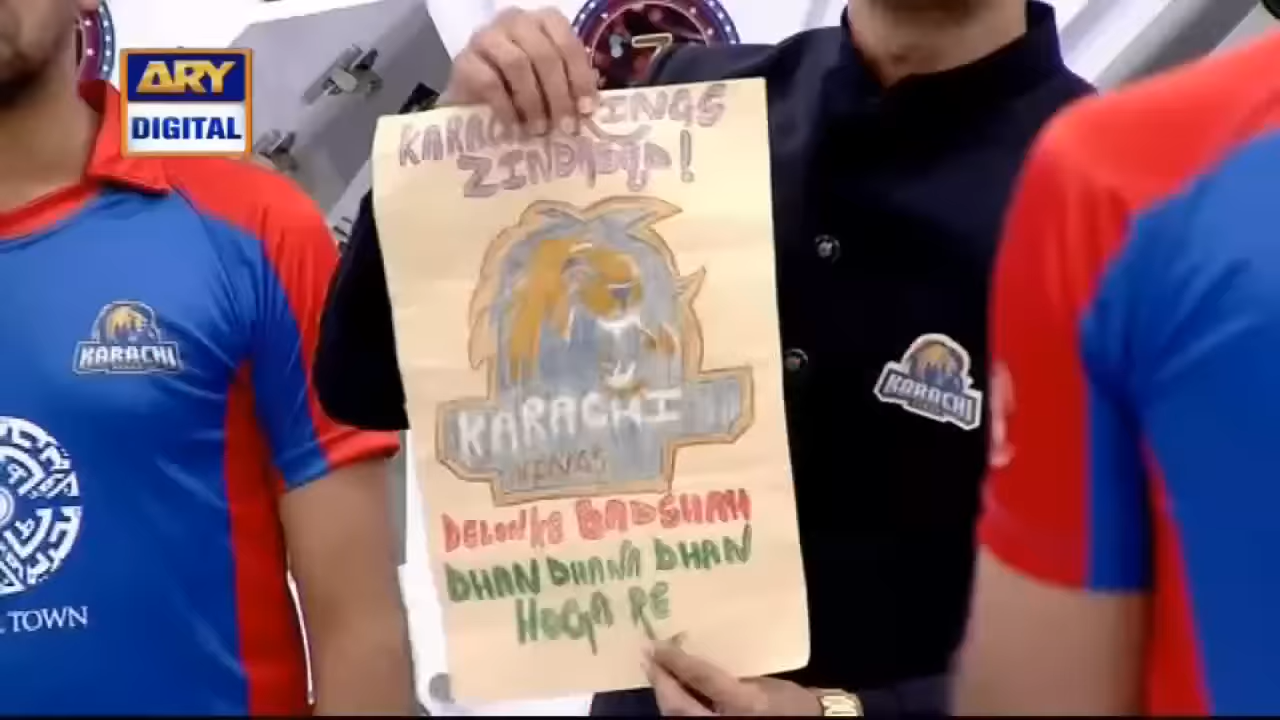 ARY
DIGITAL
KARACHI KINGS
ZINDABAD!
KARACHI
KINGS
DELON KE BADSHAH
DHAN DHANA DHAN
HOGA RE
KARACHI
KARACHI
TOWN